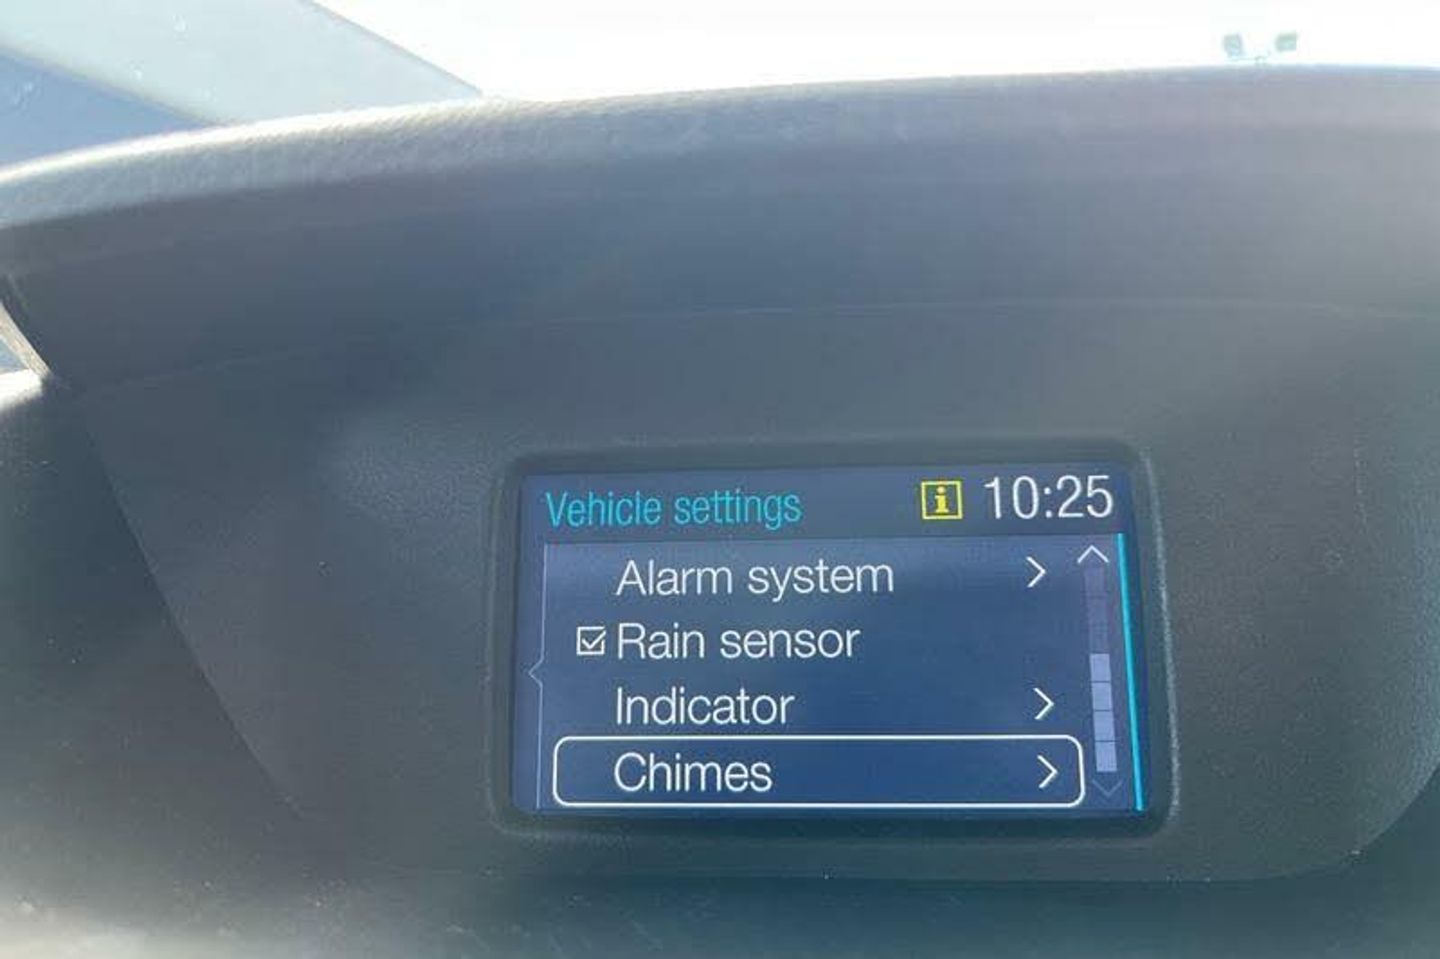 Vehicle settings i 10:25
Alarm system
Rain sensor
Indicator
Chimes